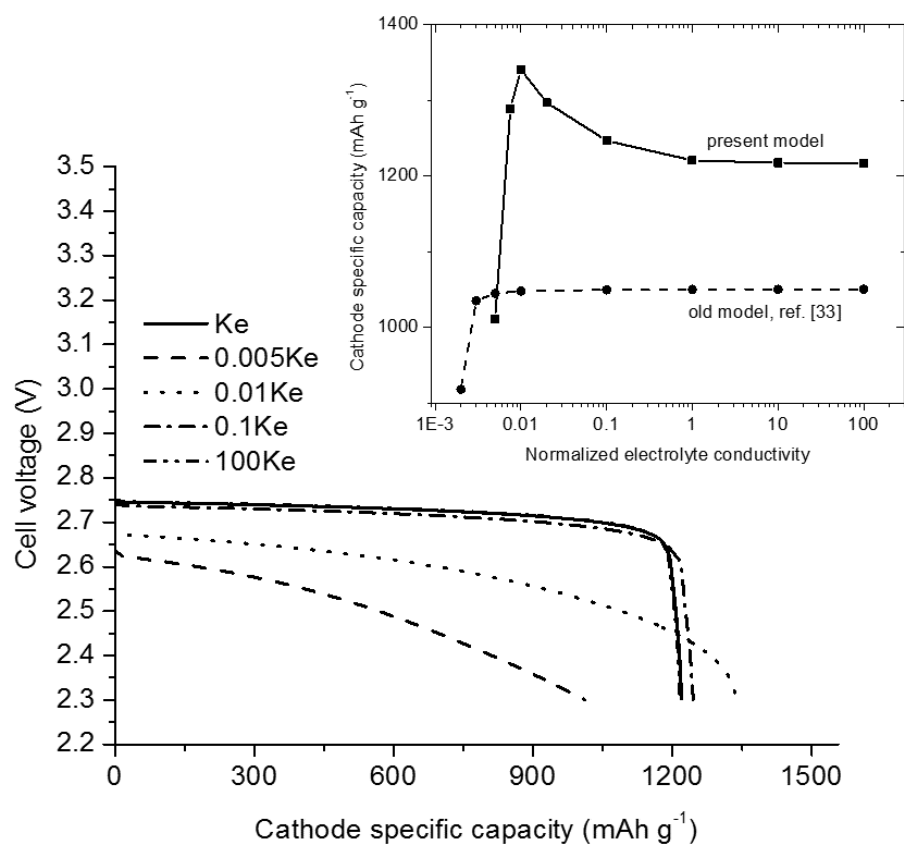 1400
1200
1000
Cathode specific capacity (mAh g⁻¹)
present model
old model, ref. [33]
1E-3
0.01
0.1
1
10
100
Normalized electrolyte conductivity
3.5
3.4
3.3
3.2
3.1
3.0
2.9
2.8
2.7
2.6
2.5
2.4
2.3
2.2
Cell voltage (V)
Ke
0.005Ke
0.01Ke
0.1Ke
100Ke
0
300
600
900
1200
1500
Cathode specific capacity (mAh g⁻¹)